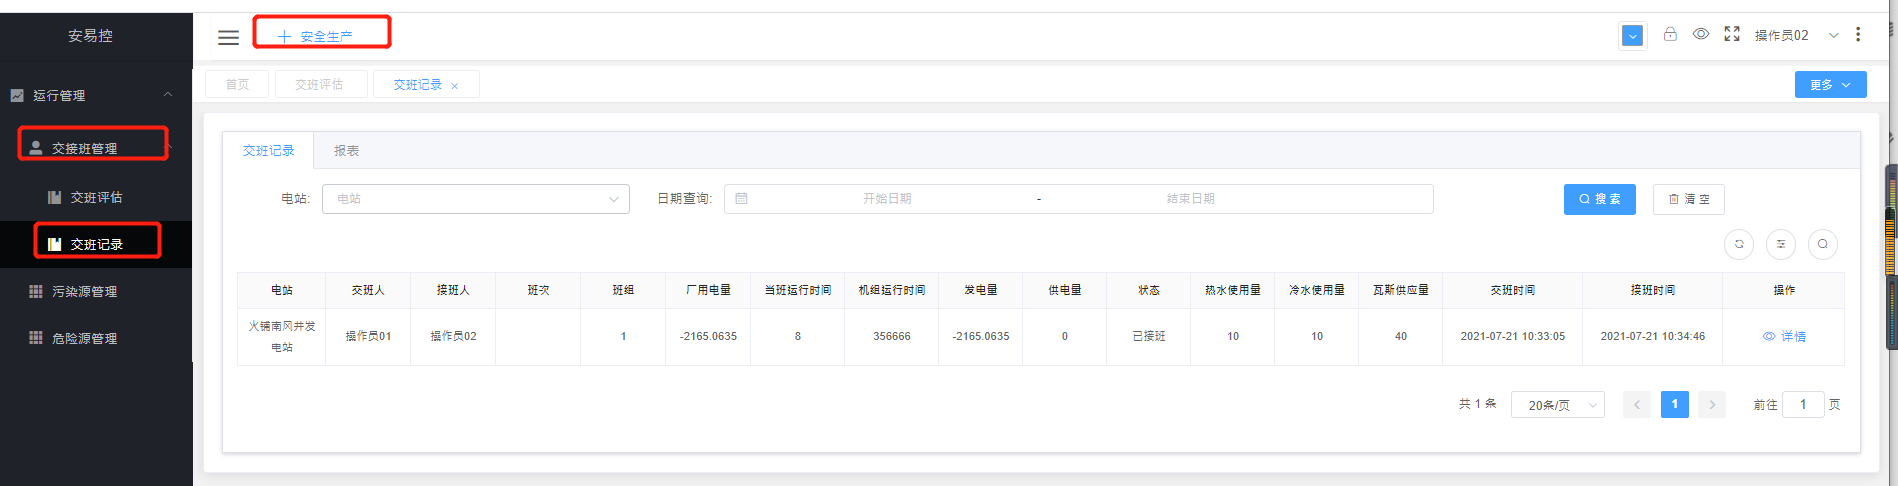 安易控
安全生产
操作员02
运行管理
交接班管理
交班评估
交班记录
污染源管理
危险源管理
首页 交班评估 交班记录 ×
更多
交班记录 报表
电站: 电站 日期查询: 开始日期 - 结束日期 搜索 清空
电站 交班人 接班人 班次 班组 厂用电量 当班运行时间 机组运行时间 发电量 供电量 状态 热水使用量 冷水使用量 瓦斯供应量 交班时间 接班时间 操作
火铺南风井发
电站
操作员01 操作员02 1 -2165.0635 8 356666 -2165.0635 0 已接班 10 10 40 2021-07-21 10:33:05 2021-07-21 10:34:46 详情
共 1 条 20条/页 1 前往 1 页